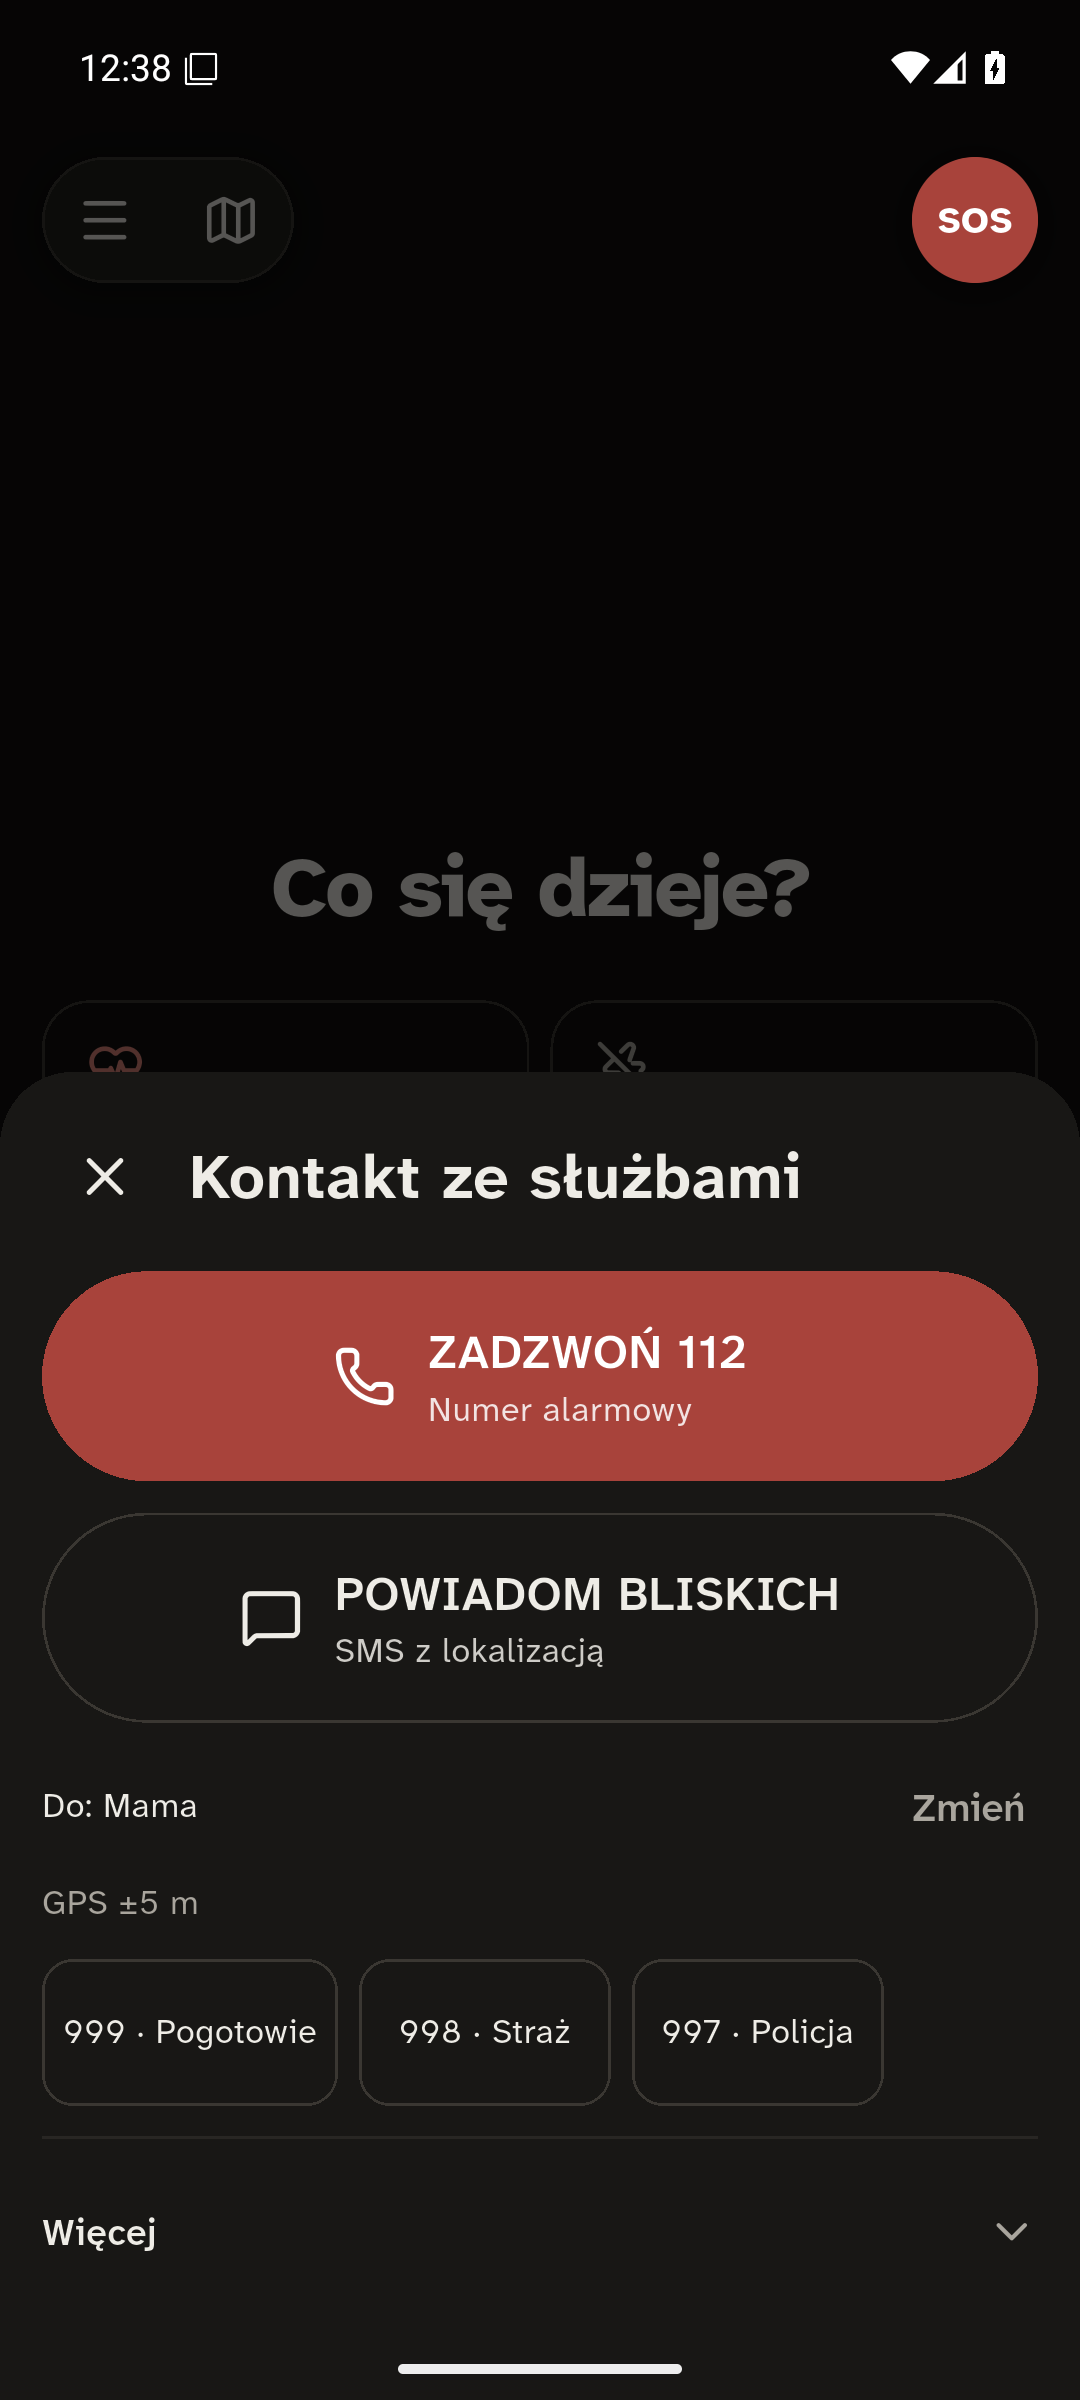 12:38
SOS
Co się dzieje?
Kontakt ze służbami
ZADZWOŃ 112
Numer alarmowy
POWIADOM BLISKICH
SMS z lokalizacją
Do: Mama
Zmień
GPS ±5 m
999 · Pogotowie
998 · Straż
997 · Policja
Więcej